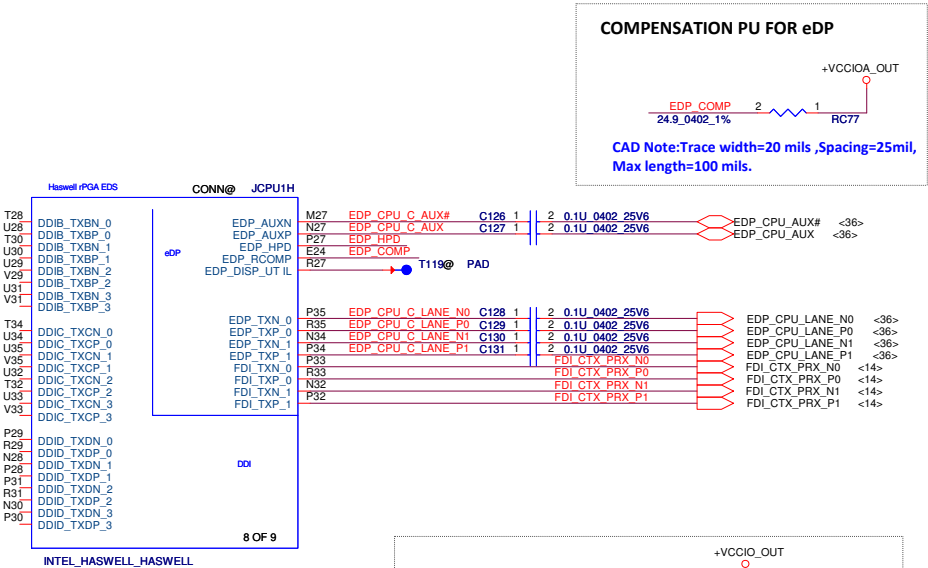 COMPENSATION PU FOR eDP
+VCCIOA_OUT
EDP_COMP 2 1
24.9_0402_1% RC77
CAD Note:Trace width=20 mils ,Spacing=25mil,
Max length=100 mils.
Haswell rPGA EDS CONN@ JCPU1H
T28 DDIB_TXBN_0
U28 DDIB_TXBP_0
T30 DDIB_TXBN_1
U30 DDIB_TXBP_1
U29 DDIB_TXBN_2
V29 DDIB_TXBP_2
U31 DDIB_TXBN_3
V31 DDIB_TXBP_3
T34 DDIC_TXCN_0
U34 DDIC_TXCP_0
U35 DDIC_TXCN_1
V35 DDIC_TXCP_1
U32 DDIC_TXCN_2
T32 DDIC_TXCP_2
U33 DDIC_TXCN_3
V33 DDIC_TXCP_3
P29 DDID_TXDN_0
R29 DDID_TXDP_0
N28 DDID_TXDN_1
P28 DDID_TXDP_1
P31 DDID_TXDN_2
R31 DDID_TXDP_2
N30 DDID_TXDN_3
P30 DDID_TXDP_3
eDP
DDI
EDP_AUXN M27 EDP_CPU_C_AUX# C126 1 2 0.1U_0402_25V6 EDP_CPU_AUX# <36>
EDP_AUXP N27 EDP_CPU_C_AUX C127 1 2 0.1U_0402_25V6 EDP_CPU_AUX <36>
EDP_HPD P27 EDP_HPD
EDP_RCOMP E24 EDP_COMP
EDP_DISP_UT IL R27 T119@ PAD
EDP_TXN_0 P35 EDP_CPU_C_LANE_N0 C128 1 2 0.1U_0402_25V6 EDP_CPU_LANE_N0 <36>
EDP_TXP_0 R35 EDP_CPU_C_LANE_P0 C129 1 2 0.1U_0402_25V6 EDP_CPU_LANE_P0 <36>
EDP_TXN_1 N34 EDP_CPU_C_LANE_N1 C130 1 2 0.1U_0402_25V6 EDP_CPU_LANE_N1 <36>
EDP_TXP_1 P34 EDP_CPU_C_LANE_P1 C131 1 2 0.1U_0402_25V6 EDP_CPU_LANE_P1 <36>
FDI_TXN_0 P33 FDI_CTX_PRX_N0 FDI_CTX_PRX_N0 <14>
FDI_TXP_0 R33 FDI_CTX_PRX_P0 FDI_CTX_PRX_P0 <14>
FDI_TXN_1 N32 FDI_CTX_PRX_N1 FDI_CTX_PRX_N1 <14>
FDI_TXP_1 P32 FDI_CTX_PRX_P1 FDI_CTX_PRX_P1 <14>
8 OF 9
INTEL_HASWELL_HASWELL
+VCCIO_OUT